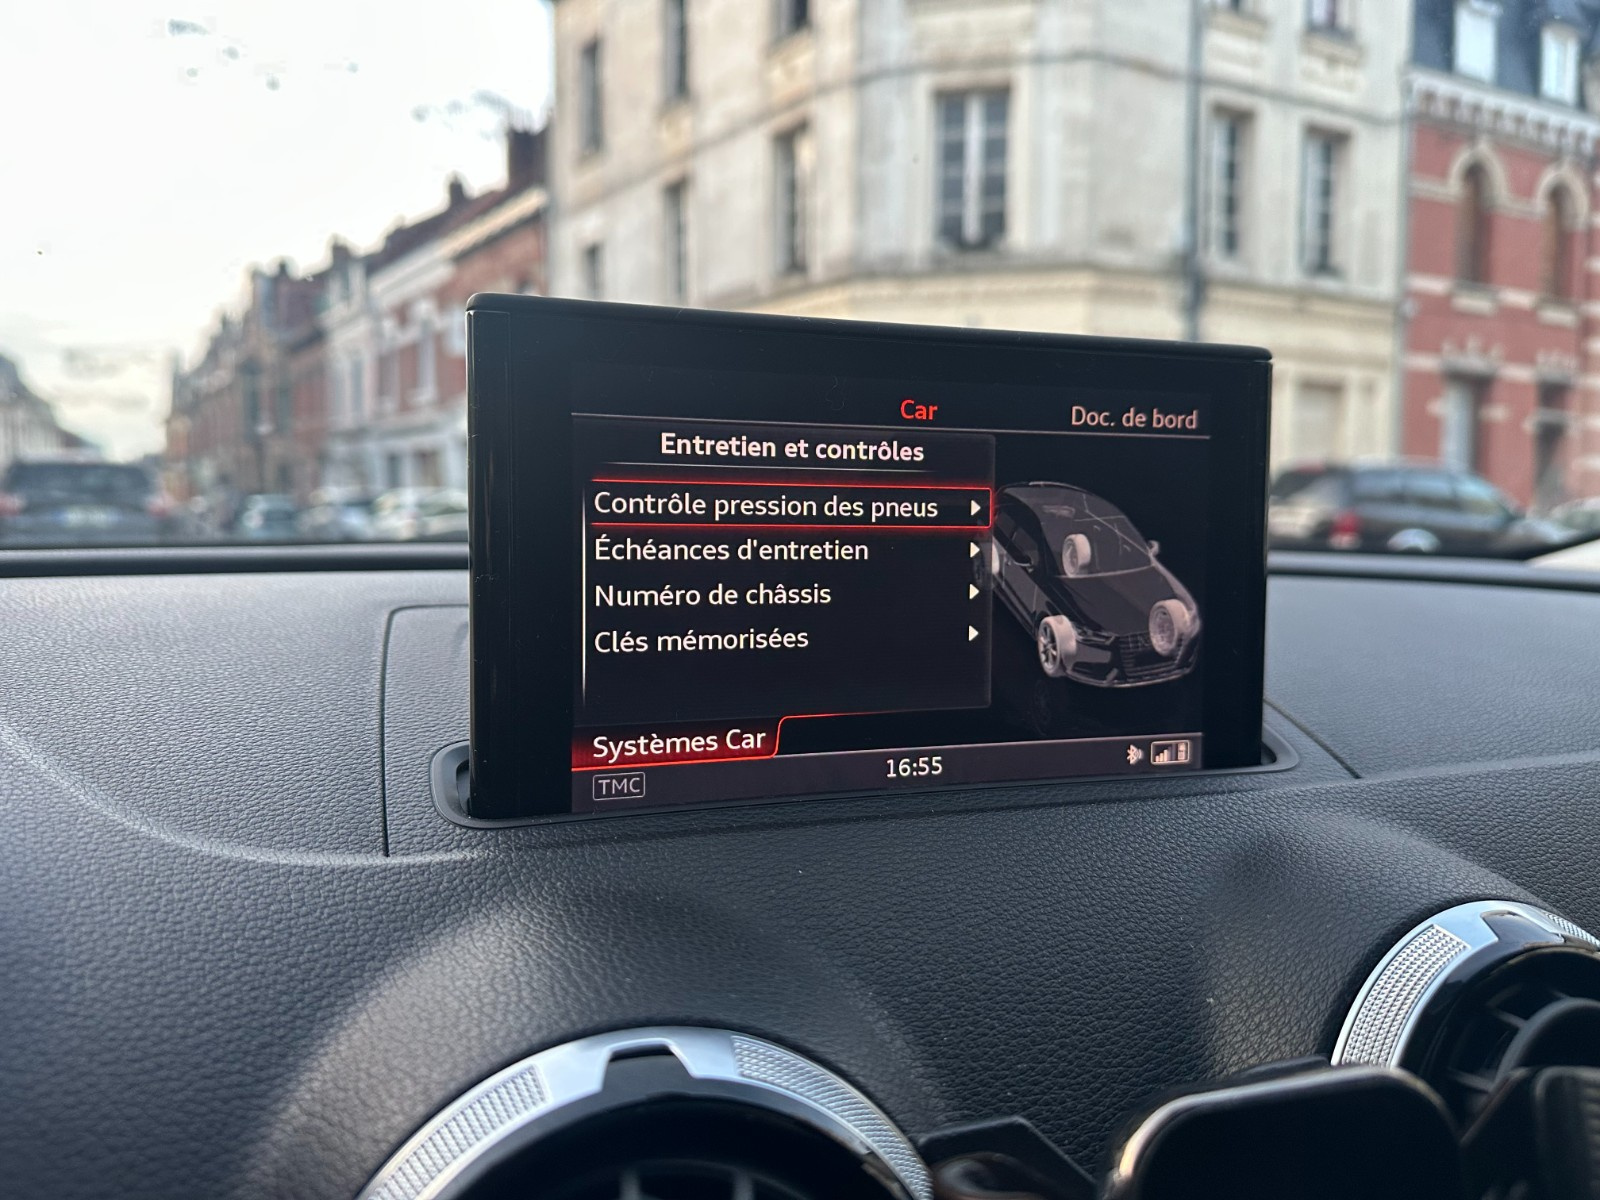 Car
Doc. de bord
Entretien et contrôles
Contrôle pression des pneus
Échéances d'entretien
Numéro de châssis
Clés mémorisées
Systèmes Car
16:55
TMC